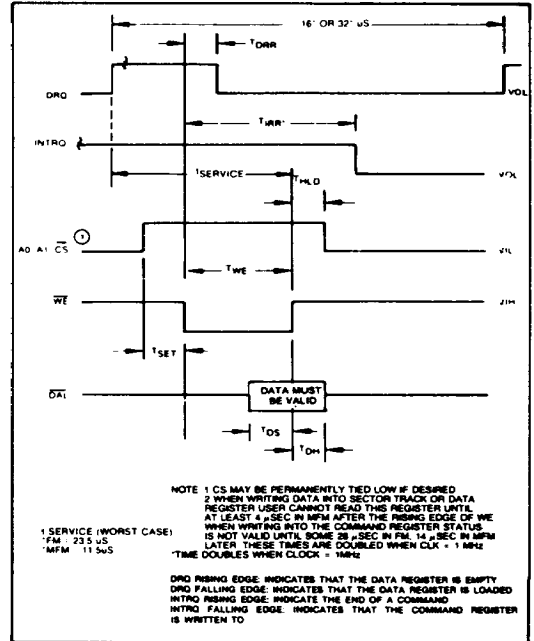 16* OR 32* uS
TDRR
DRQ
VOL
TIRR*
INTRQ
VOL
tSERVICE
THLD
A0 A1 CS 1
VIL
TWE
WE
VIH
TSET
DAL
DATA MUST
BE VALID
TDS
TDH
NOTE 1 CS MAY BE PERMANENTLY TIED LOW IF DESIRED
2 WHEN WRITING DATA INTO SECTOR TRACK OR DATA
REGISTER USER CANNOT READ THIS REGISTER UNTIL
AT LEAST 4 μSEC IN MFM AFTER THE RISING EDGE OF WE
WHEN WRITING INTO THE COMMAND REGISTER STATUS
IS NOT VALID UNTIL SOME 28 μSEC IN FM, 14 μSEC IN MFM
LATER THESE TIMES ARE DOUBLED WHEN CLK = 1 MHz
*TIME DOUBLES WHEN CLOCK = 1MHz
1 SERVICE (WORST CASE)
*FM : 23.5 uS
*MFM = 11.5uS
DRQ RISING EDGE: INDICATES THAT THE DATA REGISTER IS EMPTY
DRQ FALLING EDGE: INDICATES THAT THE DATA REGISTER IS LOADED
INTRQ RISING EDGE: INDICATE THE END OF A COMMAND
INTRQ FALLING EDGE: INDICATES THAT THE COMMAND REGISTER
IS WRITTEN TO